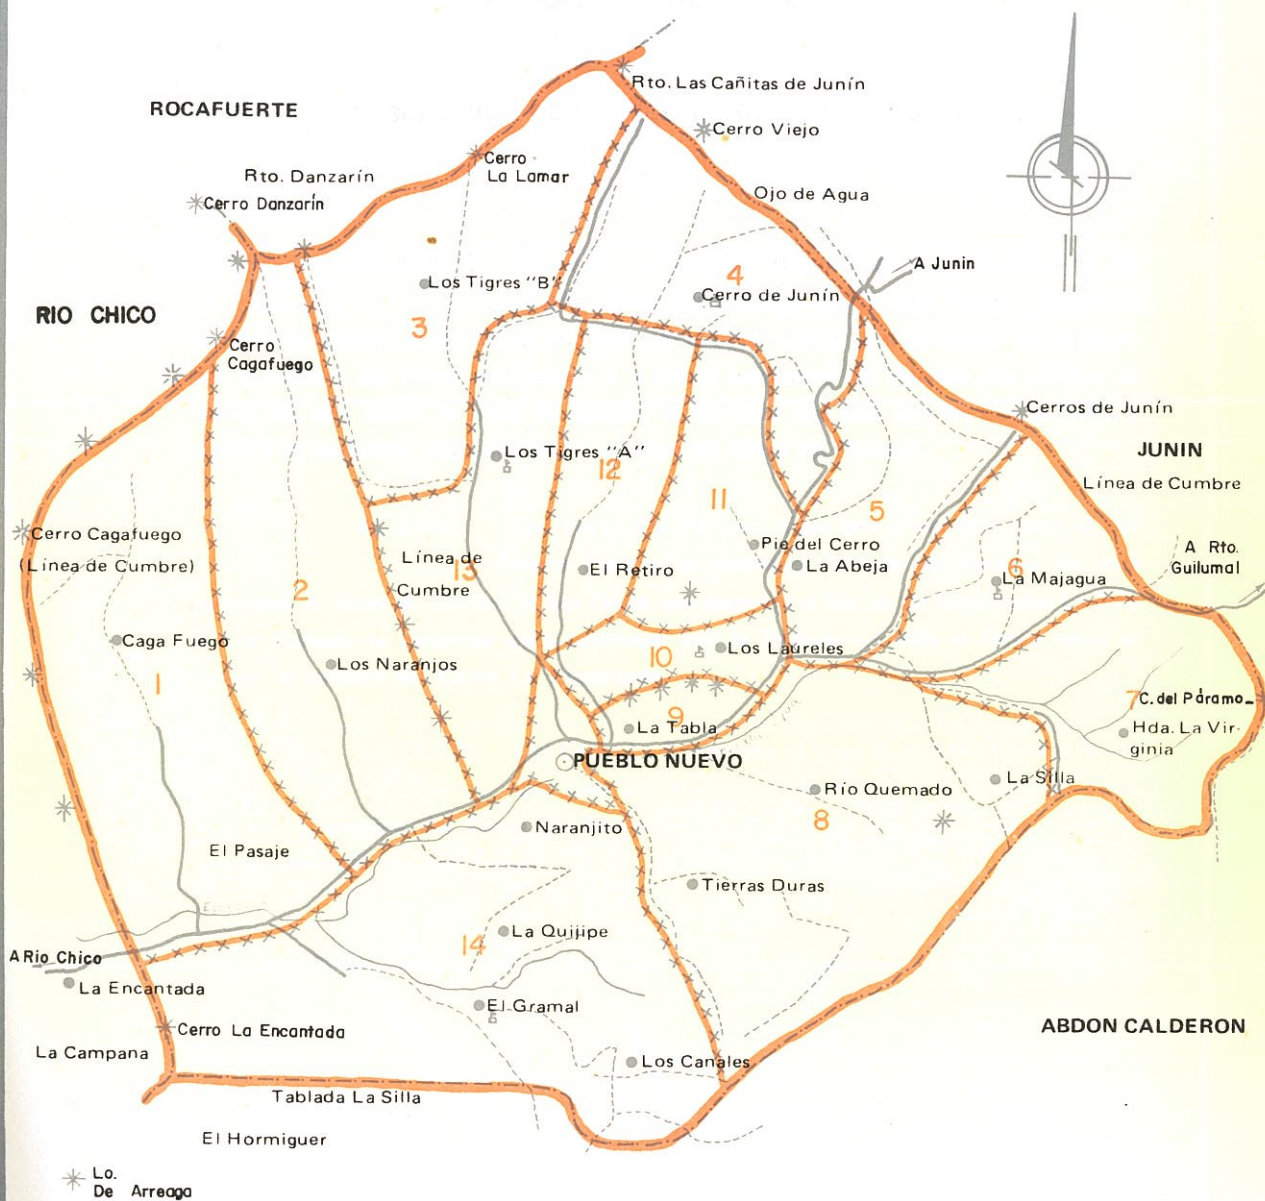 Rto. Las Cañitas de Junín
ROCAFUERTE
Cerro Viejo
Cerro
La Lamar
Rto. Danzarín
Cerro Danzarín
Ojo de Agua
A Junin
4
Los Tigres "B"
Cerro de Junín
RIO CHICO
3
Cerro
Cagafuego
Cerros de Junín
JUNIN
Línea de Cumbre
Los Tigres "A"
12
11
5
Cerro Cagafuego
(Línea de Cumbre)
Línea de
Cumbre
13
Pie del Cerro
La Abeja
El Retiro
A Rto.
Guilumal
6
La Majagua
2
Caga Fuego
1
Los Naranjos
10
Los Laureles
9
La Tabla
7
C. del Páramo
Hda. La Vir-
ginia
PUEBLO NUEVO
La Silla
Río Quemado
8
Naranjito
El Pasaje
Tierras Duras
14
La Quijipe
A Rio Chico
La Encantada
El Gramal
Cerro La Encantada
ABDON CALDERON
La Campana
Los Canales
Tablada La Silla
El Hormiguer
Lo.
De Arreaga